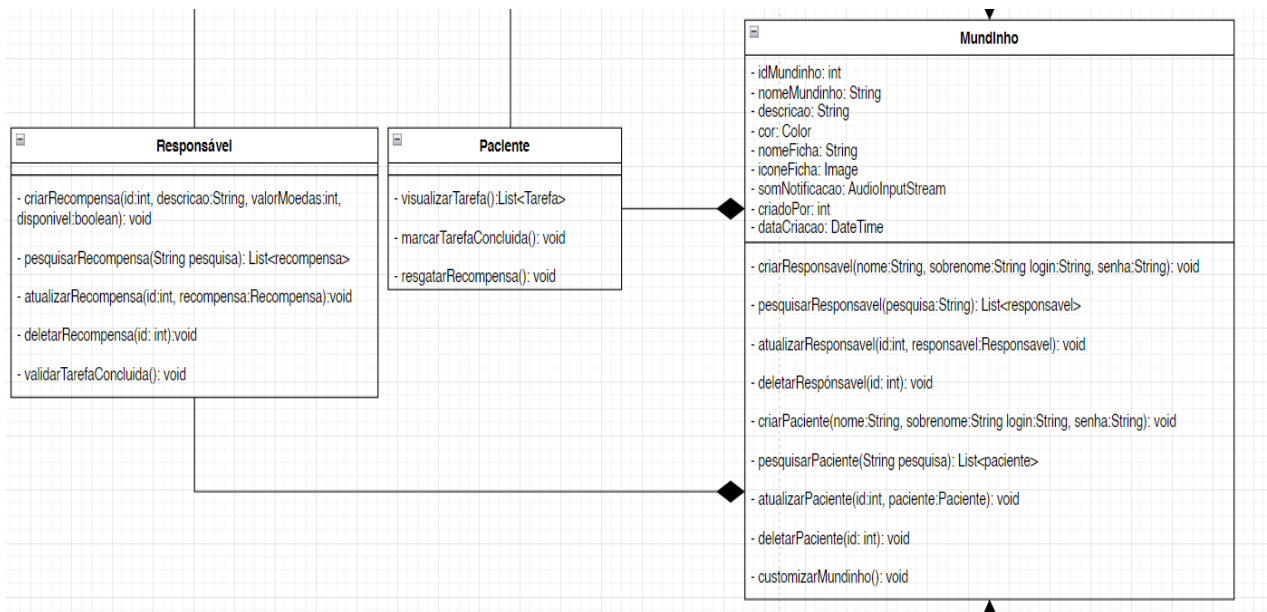 Responsável
- criarRecompensa(id:int, descricao:String, valorMoedas:int,
disponivel:boolean): void
- pesquisarRecompensa(String pesquisa): List<recompensa>
- atualizarRecompensa(id:int, recompensa:Recompensa):void
- deletarRecompensa(id: int):void
- validarTarefaConcluida(): void
Paciente
- visualizarTarefa():List<Tarefa>
- marcarTarefaConcluida(): void
- resgatarRecompensa(): void
Mundinho
- idMundinho: int
- nomeMundinho: String
- descricao: String
- cor: Color
- nomeFicha: String
- iconeFicha: Image
- somNotificacao: AudioInputStream
- criadoPor: int
- dataCriacao: DateTime
- criarResponsavel(nome:String, sobrenome:String login:String, senha:String): void
- pesquisarResponsavel(pesquisa:String): List<responsavel>
- atualizarResponsavel(id:int, responsavel:Responsavel): void
- deletarRespónsavel(id: int): void
- criarPaciente(nome:String, sobrenome:String login:String, senha:String): void
- pesquisarPaciente(String pesquisa): List<paciente>
- atualizarPaciente(id:int, paciente:Paciente): void
- deletarPaciente(id: int): void
- customizarMundinho(): void